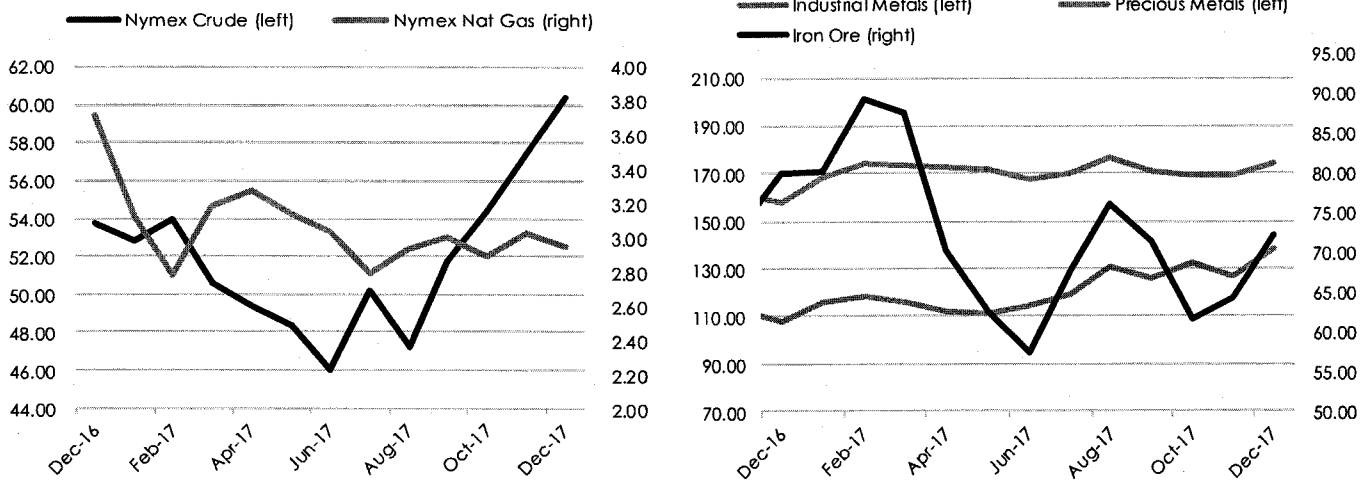 Nymex Crude (left) Nymex Nat Gas (right)
62.00
60.00
58.00
56.00
54.00
52.00
50.00
48.00
46.00
44.00
4.00
3.80
3.60
3.40
3.20
3.00
2.80
2.60
2.40
2.20
2.00
Dec-16
Feb-17
Apr-17
Jun-17
Aug-17
Oct-17
Dec-17
Industrial Metals (left) Precious Metals (left)
Iron Ore (right)
210.00
190.00
170.00
150.00
130.00
110.00
90.00
70.00
95.00
90.00
85.00
80.00
75.00
70.00
65.00
60.00
55.00
50.00
Dec-16
Feb-17
Apr-17
Jun-17
Aug-17
Oct-17
Dec-17